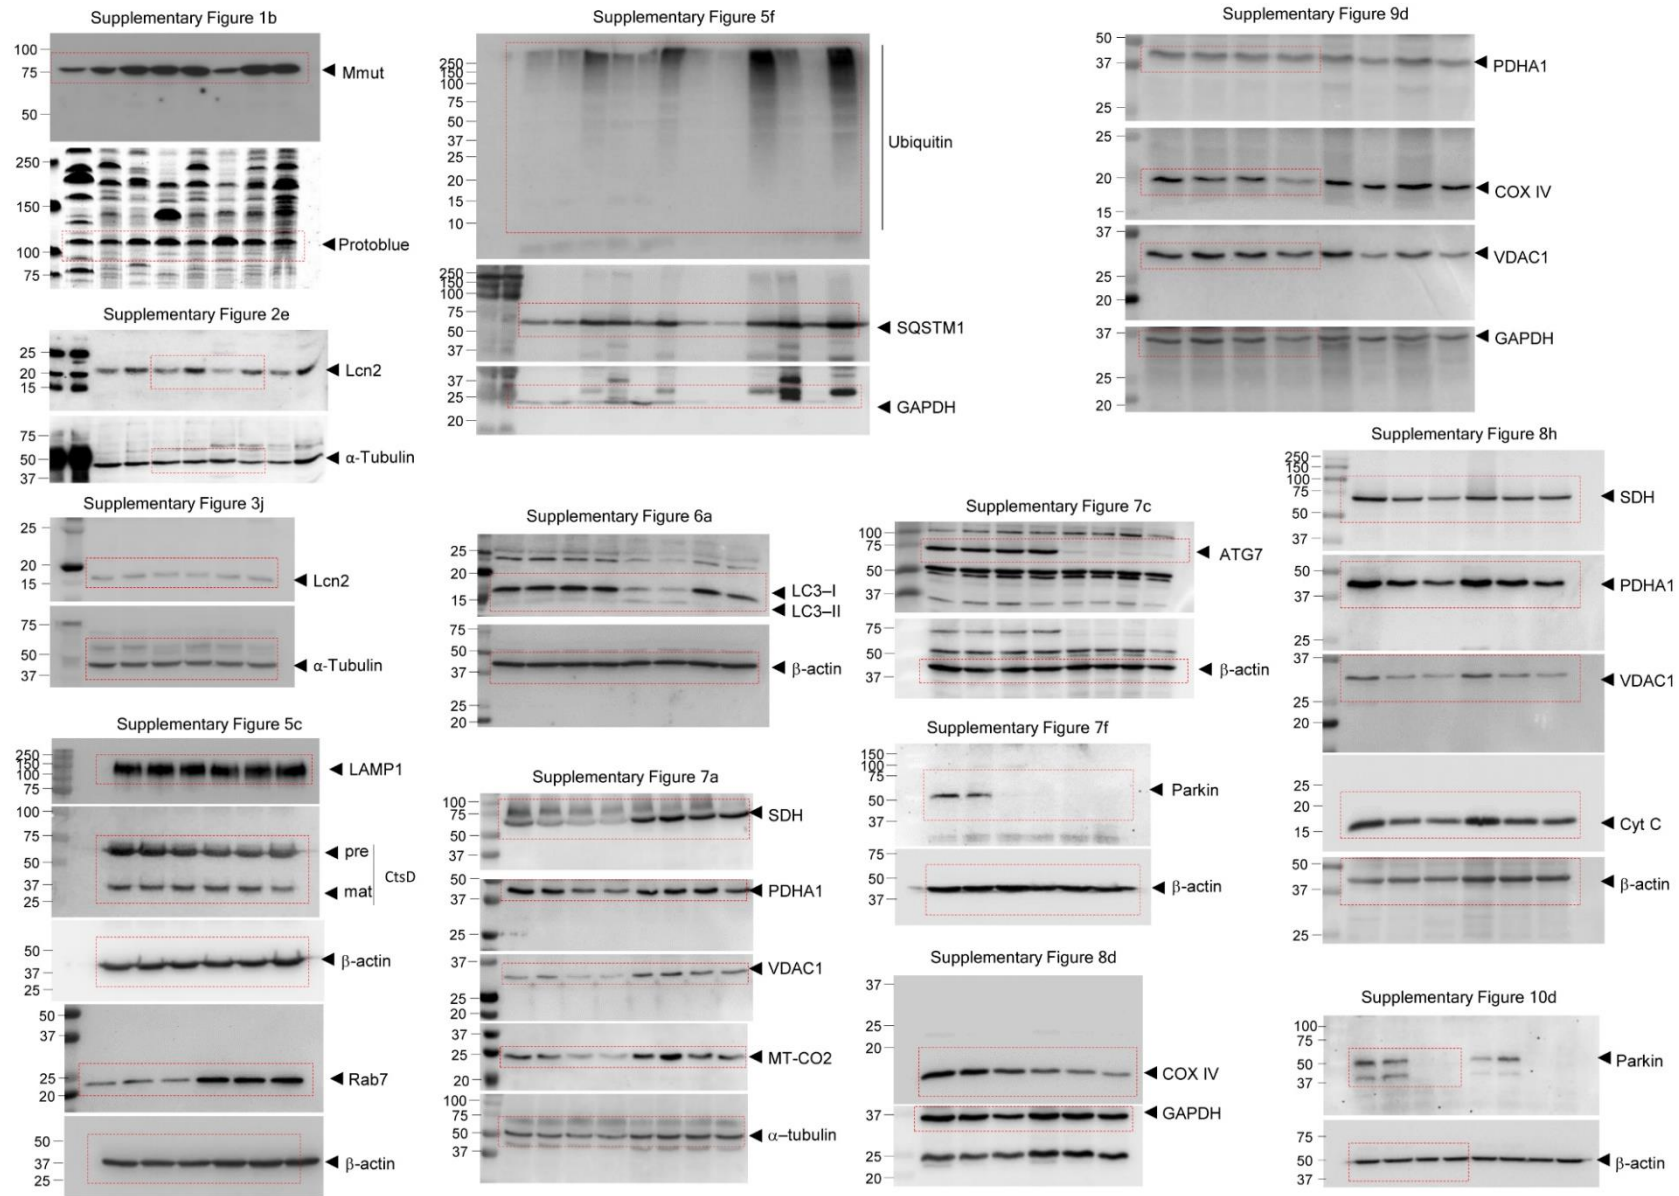 Supplementary Figure 1b
100
75
50
Mmut
250
150
100
75
Protoblue
Supplementary Figure 2e
25
20
15
Lcn2
75
50
37
α-Tubulin
Supplementary Figure 3j
25
20
15
Lcn2
75
50
37
α-Tubulin
Supplementary Figure 5c
250
150
100
75
LAMP1
100
75
50
37
25
pre
mat
CtsD
50
37
25
β-actin
50
37
25
20
Rab7
50
37
25
β-actin
Supplementary Figure 5f
250
150
100
75
50
37
25
20
15
10
Ubiquitin
250
150
100
75
50
37
SQSTM1
37
25
20
GAPDH
Supplementary Figure 6a
25
20
15
LC3–I
LC3–II
75
50
37
25
20
β-actin
Supplementary Figure 7a
100
75
50
37
SDH
50
37
25
PDHA1
37
25
20
VDAC1
37
25
20
MT-CO2
100
75
50
37
α–tubulin
Supplementary Figure 7c
100
75
50
37
ATG7
75
50
37
β-actin
Supplementary Figure 7f
150
100
75
50
37
Parkin
75
50
37
β-actin
Supplementary Figure 8d
37
25
20
COX IV
37
GAPDH
25
20
Supplementary Figure 9d
50
37
25
PDHA1
25
20
15
COX IV
37
25
20
VDAC1
37
25
20
GAPDH
Supplementary Figure 8h
250
150
100
75
50
37
SDH
50
37
25
PDHA1
37
25
20
VDAC1
25
20
15
Cyt C
50
37
25
β-actin
Supplementary Figure 10d
100
75
50
37
Parkin
75
50
37
β-actin